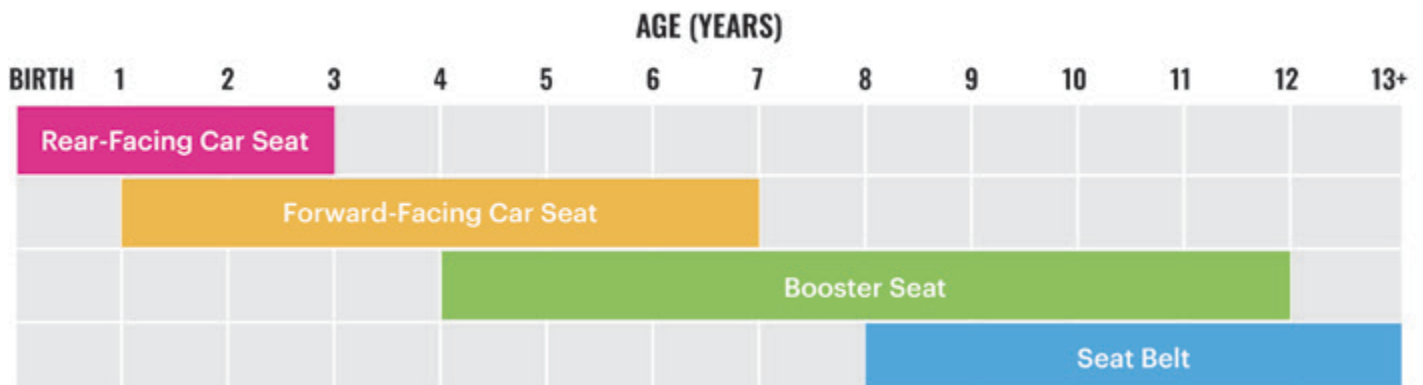 AGE (YEARS)
BIRTH 1 2 3 4 5 6 7 8 9 10 11 12 13+
Rear-Facing Car Seat
Forward-Facing Car Seat
Booster Seat
Seat Belt